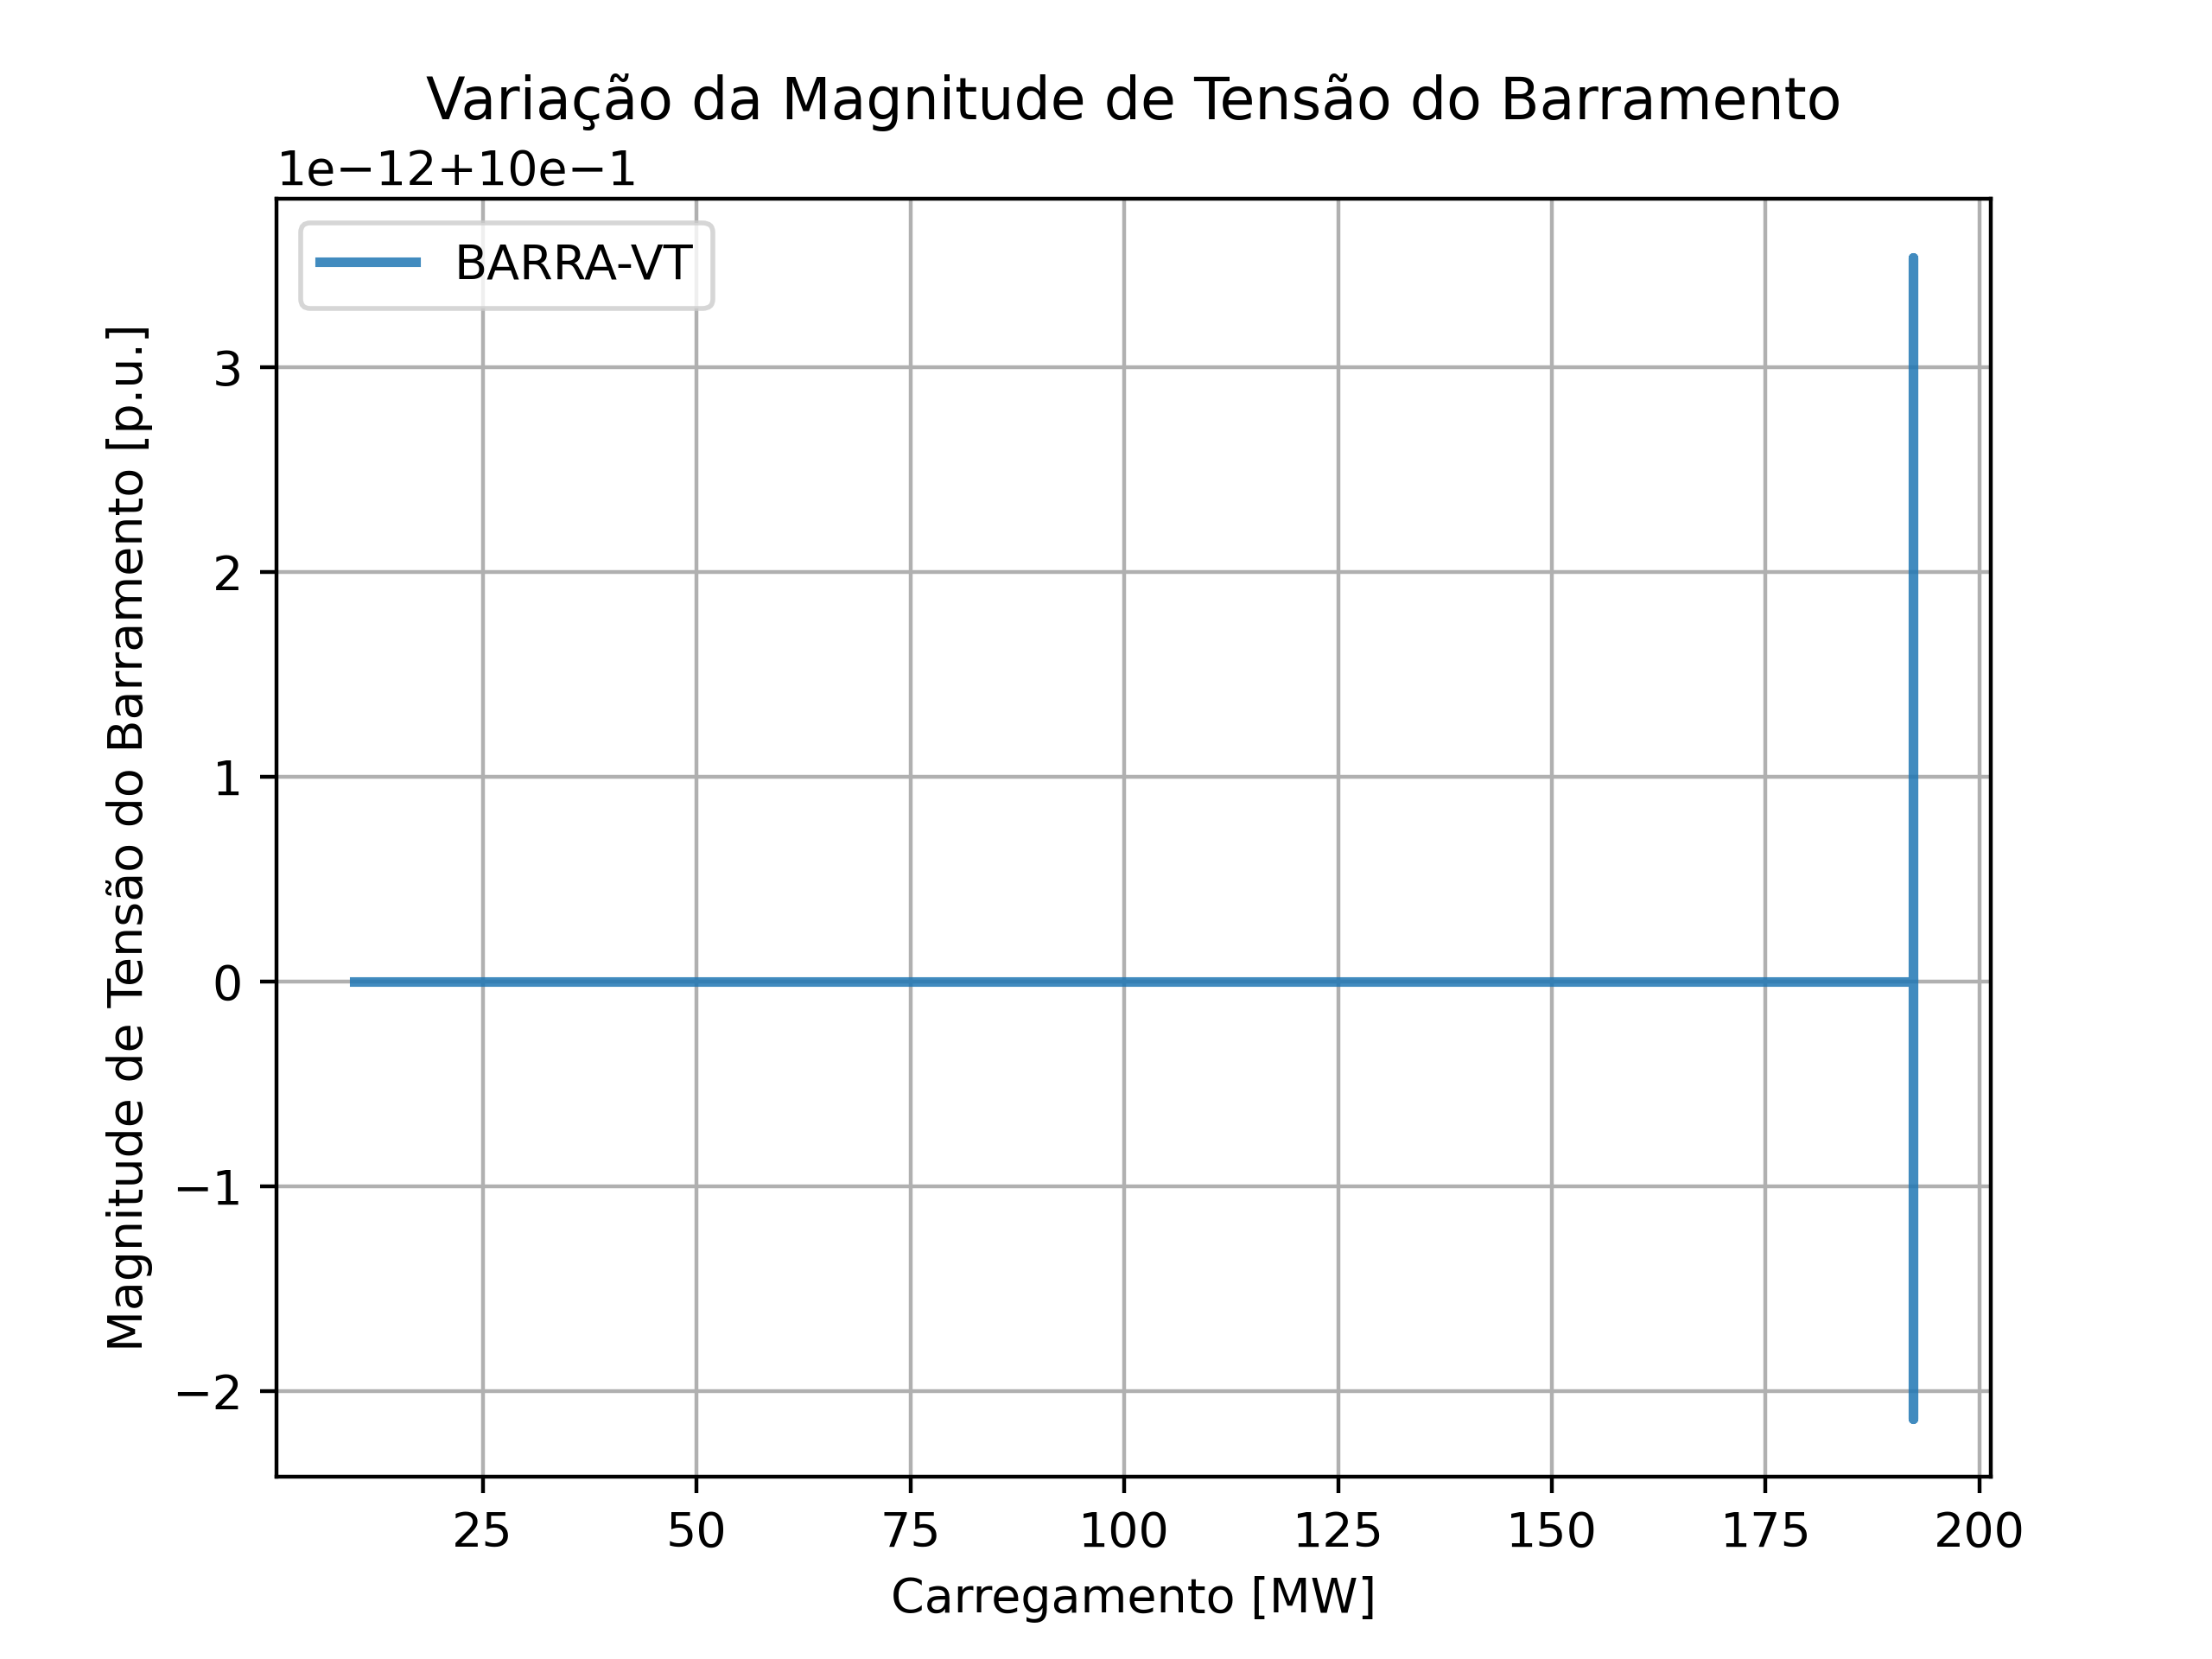 Variação da Magnitude de Tensão do Barramento
1e−12+10e−1
BARRA-VT
Magnitude de Tensão do Barramento [p.u.]
3
2
1
0
−1
−2
25 50 75 100 125 150 175 200
Carregamento [MW]